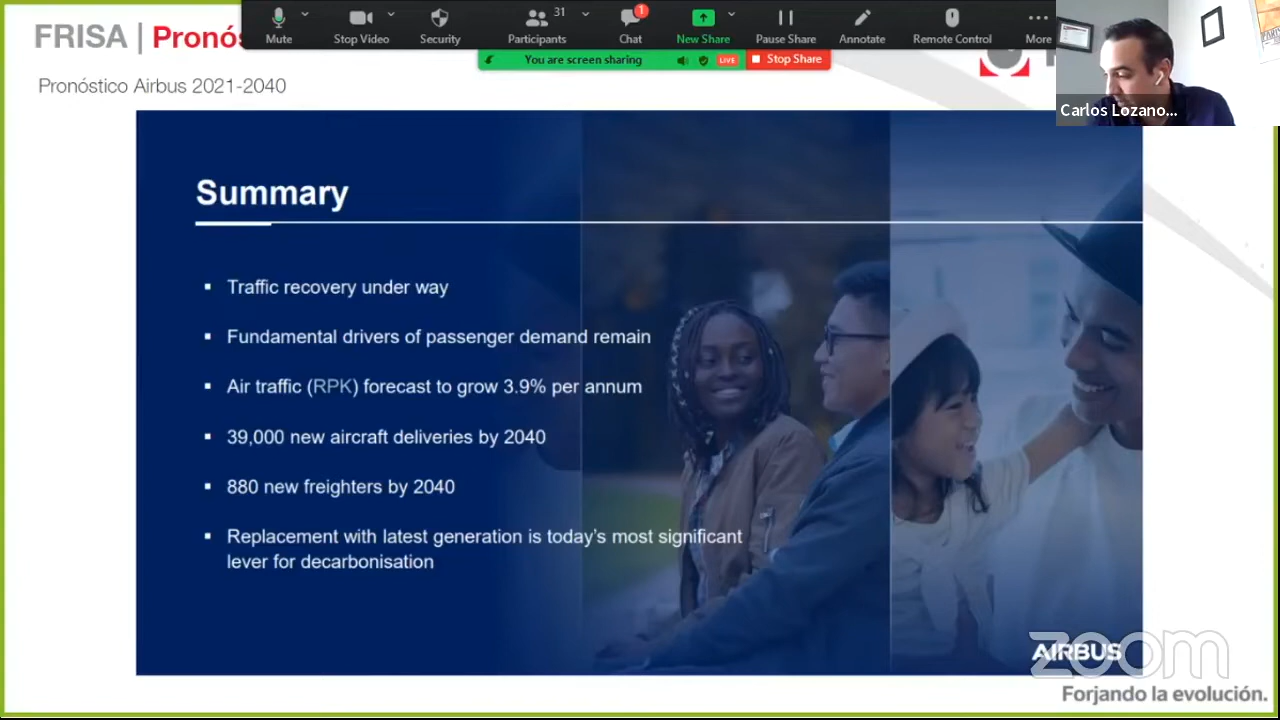 FRISA | Pronós
Mute
Stop Video
Security
31
Participants
1
Chat
New Share
Pause Share
Annotate
Remote Control
More
You are screen sharing
LIVE
Stop Share
Carlos Lozano...
Pronóstico Airbus 2021-2040
Summary
▪ Traffic recovery under way
▪ Fundamental drivers of passenger demand remain
▪ Air traffic (RPK) forecast to grow 3.9% per annum
▪ 39,000 new aircraft deliveries by 2040
▪ 880 new freighters by 2040
▪ Replacement with latest generation is today's most significant
lever for decarbonisation
AIRBUS
zoom
Forjando la evolución.